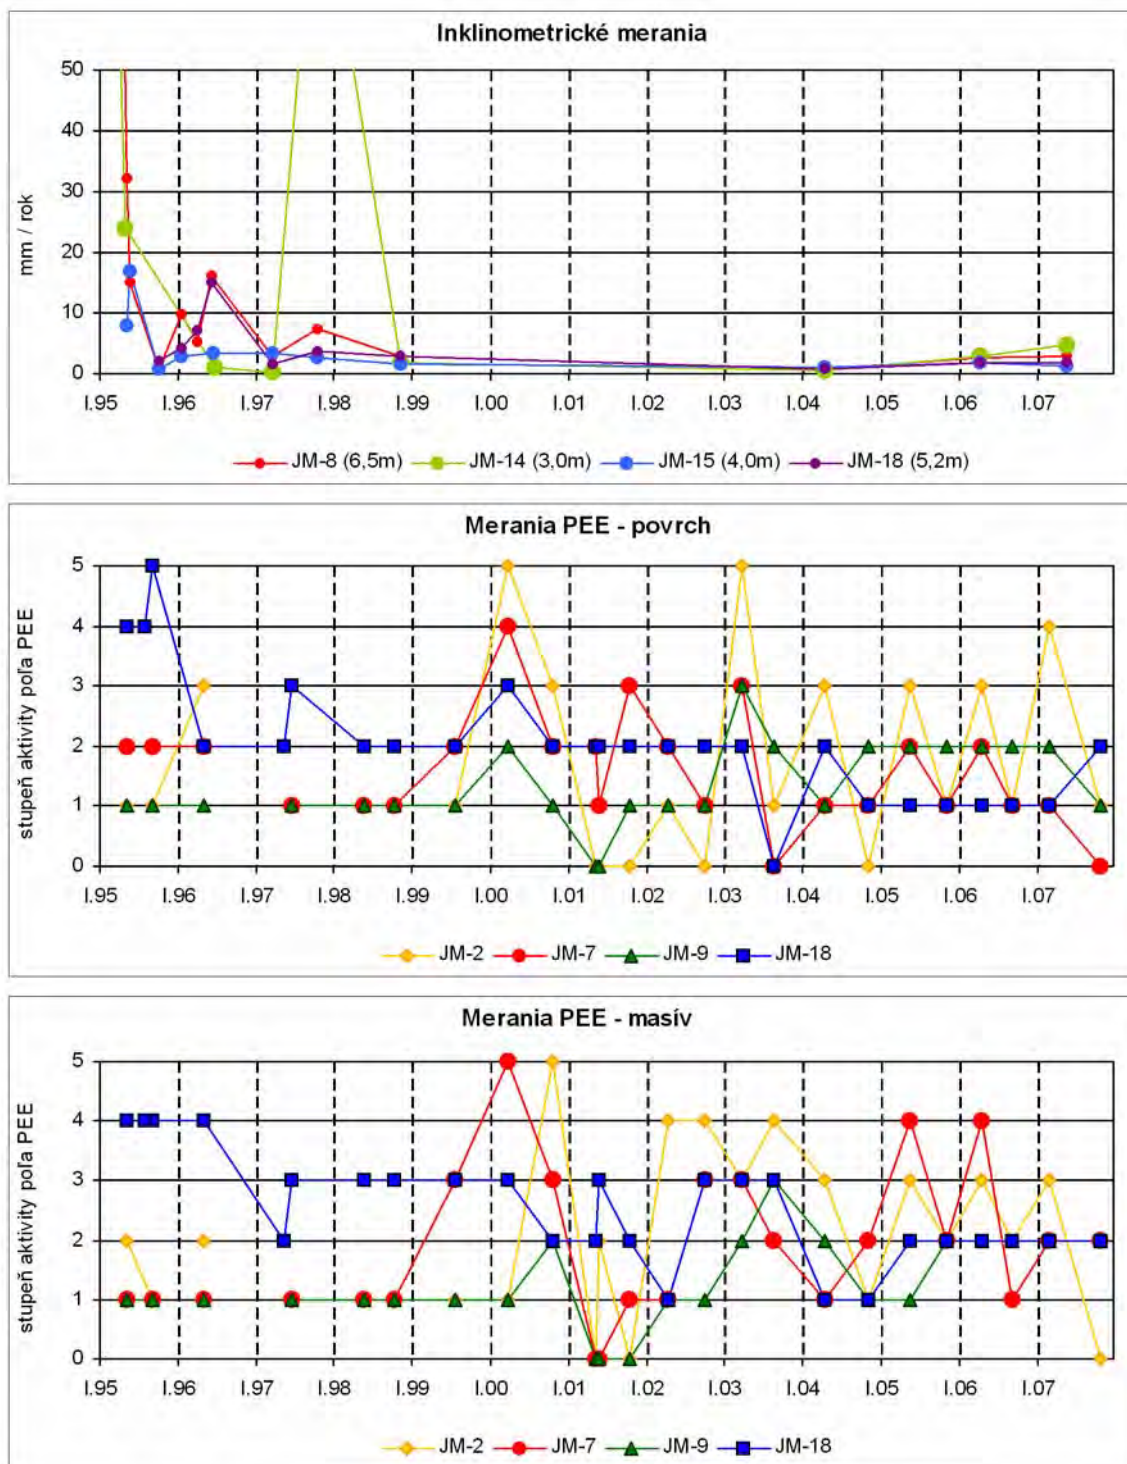 Inklinometrické merania
mm / rok
50
40
30
20
10
0
I.95 I.96 I.97 I.98 I.99 I.00 I.01 I.02 I.03 I.04 I.05 I.06 I.07
JM-8 (6,5m) JM-14 (3,0m) JM-15 (4,0m) JM-18 (5,2m)
Merania PEE - povrch
stupeň aktivity poľa PEE
5
4
3
2
1
0
I.95 I.96 I.97 I.98 I.99 I.00 I.01 I.02 I.03 I.04 I.05 I.06 I.07
JM-2 JM-7 JM-9 JM-18
Merania PEE - masív
stupeň aktivity poľa PEE
5
4
3
2
1
0
I.95 I.96 I.97 I.98 I.99 I.00 I.01 I.02 I.03 I.04 I.05 I.06 I.07
JM-2 JM-7 JM-9 JM-18